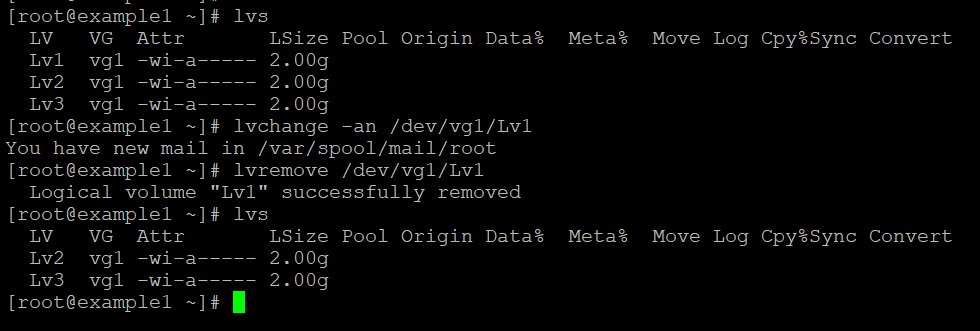 [root@example1 ~]# lvs
  LV   VG  Attr       LSize Pool Origin Data%  Meta%  Move Log Cpy%Sync Convert
  Lv1  vg1 -wi-a----- 2.00g
  Lv2  vg1 -wi-a----- 2.00g
  Lv3  vg1 -wi-a----- 2.00g
[root@example1 ~]# lvchange -an /dev/vg1/Lv1
You have new mail in /var/spool/mail/root
[root@example1 ~]# lvremove /dev/vg1/Lv1
  Logical volume "Lv1" successfully removed
[root@example1 ~]# lvs
  LV   VG  Attr       LSize Pool Origin Data%  Meta%  Move Log Cpy%Sync Convert
  Lv2  vg1 -wi-a----- 2.00g
  Lv3  vg1 -wi-a----- 2.00g
[root@example1 ~]#